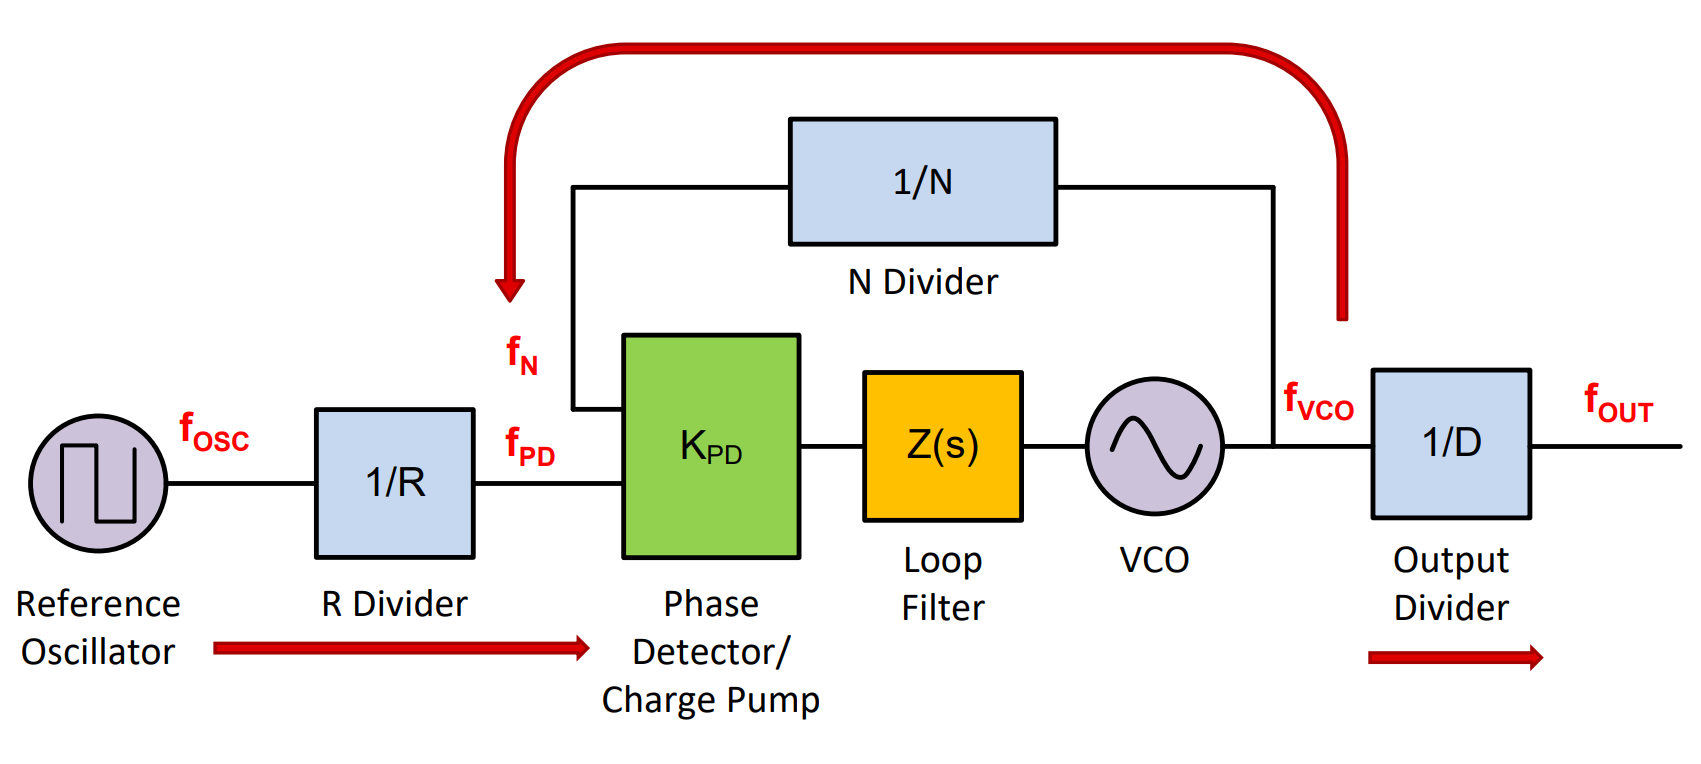 1/N
N Divider
fN
fOSC
fPD
fVCO
fOUT
1/R
KPD
Z(s)
1/D
Reference
Oscillator
R Divider
Phase
Detector/
Charge Pump
Loop
Filter
VCO
Output
Divider